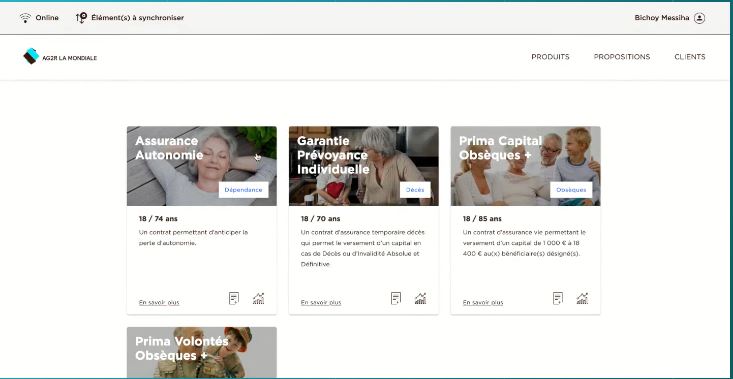 Online
Élément(s) à synchroniser
Bichoy Messiha
AG2R LA MONDIALE
PRODUITS
PROPOSITIONS
CLIENTS
Assurance
Autonomie
Dépendance
18 / 74 ans
Un contrat permettant d'anticiper la
perte d'autonomie.
En savoir plus
Garantie
Prévoyance
Individuelle
Décès
18 / 70 ans
Un contrat d'assurance temporaire décès
qui permet le versement d'un capital en
cas de Décès ou d'Invalidité Absolue et
Définitive.
En savoir plus
Prima Capital
Obsèques +
Obsèques
18 / 85 ans
Un contrat d'assurance vie permettant le
versement d'un capital de 1 000 € à 18
400 € au(x) bénéficiaire(s) désigné(s).
En savoir plus
Prima Volontés
Obsèques +